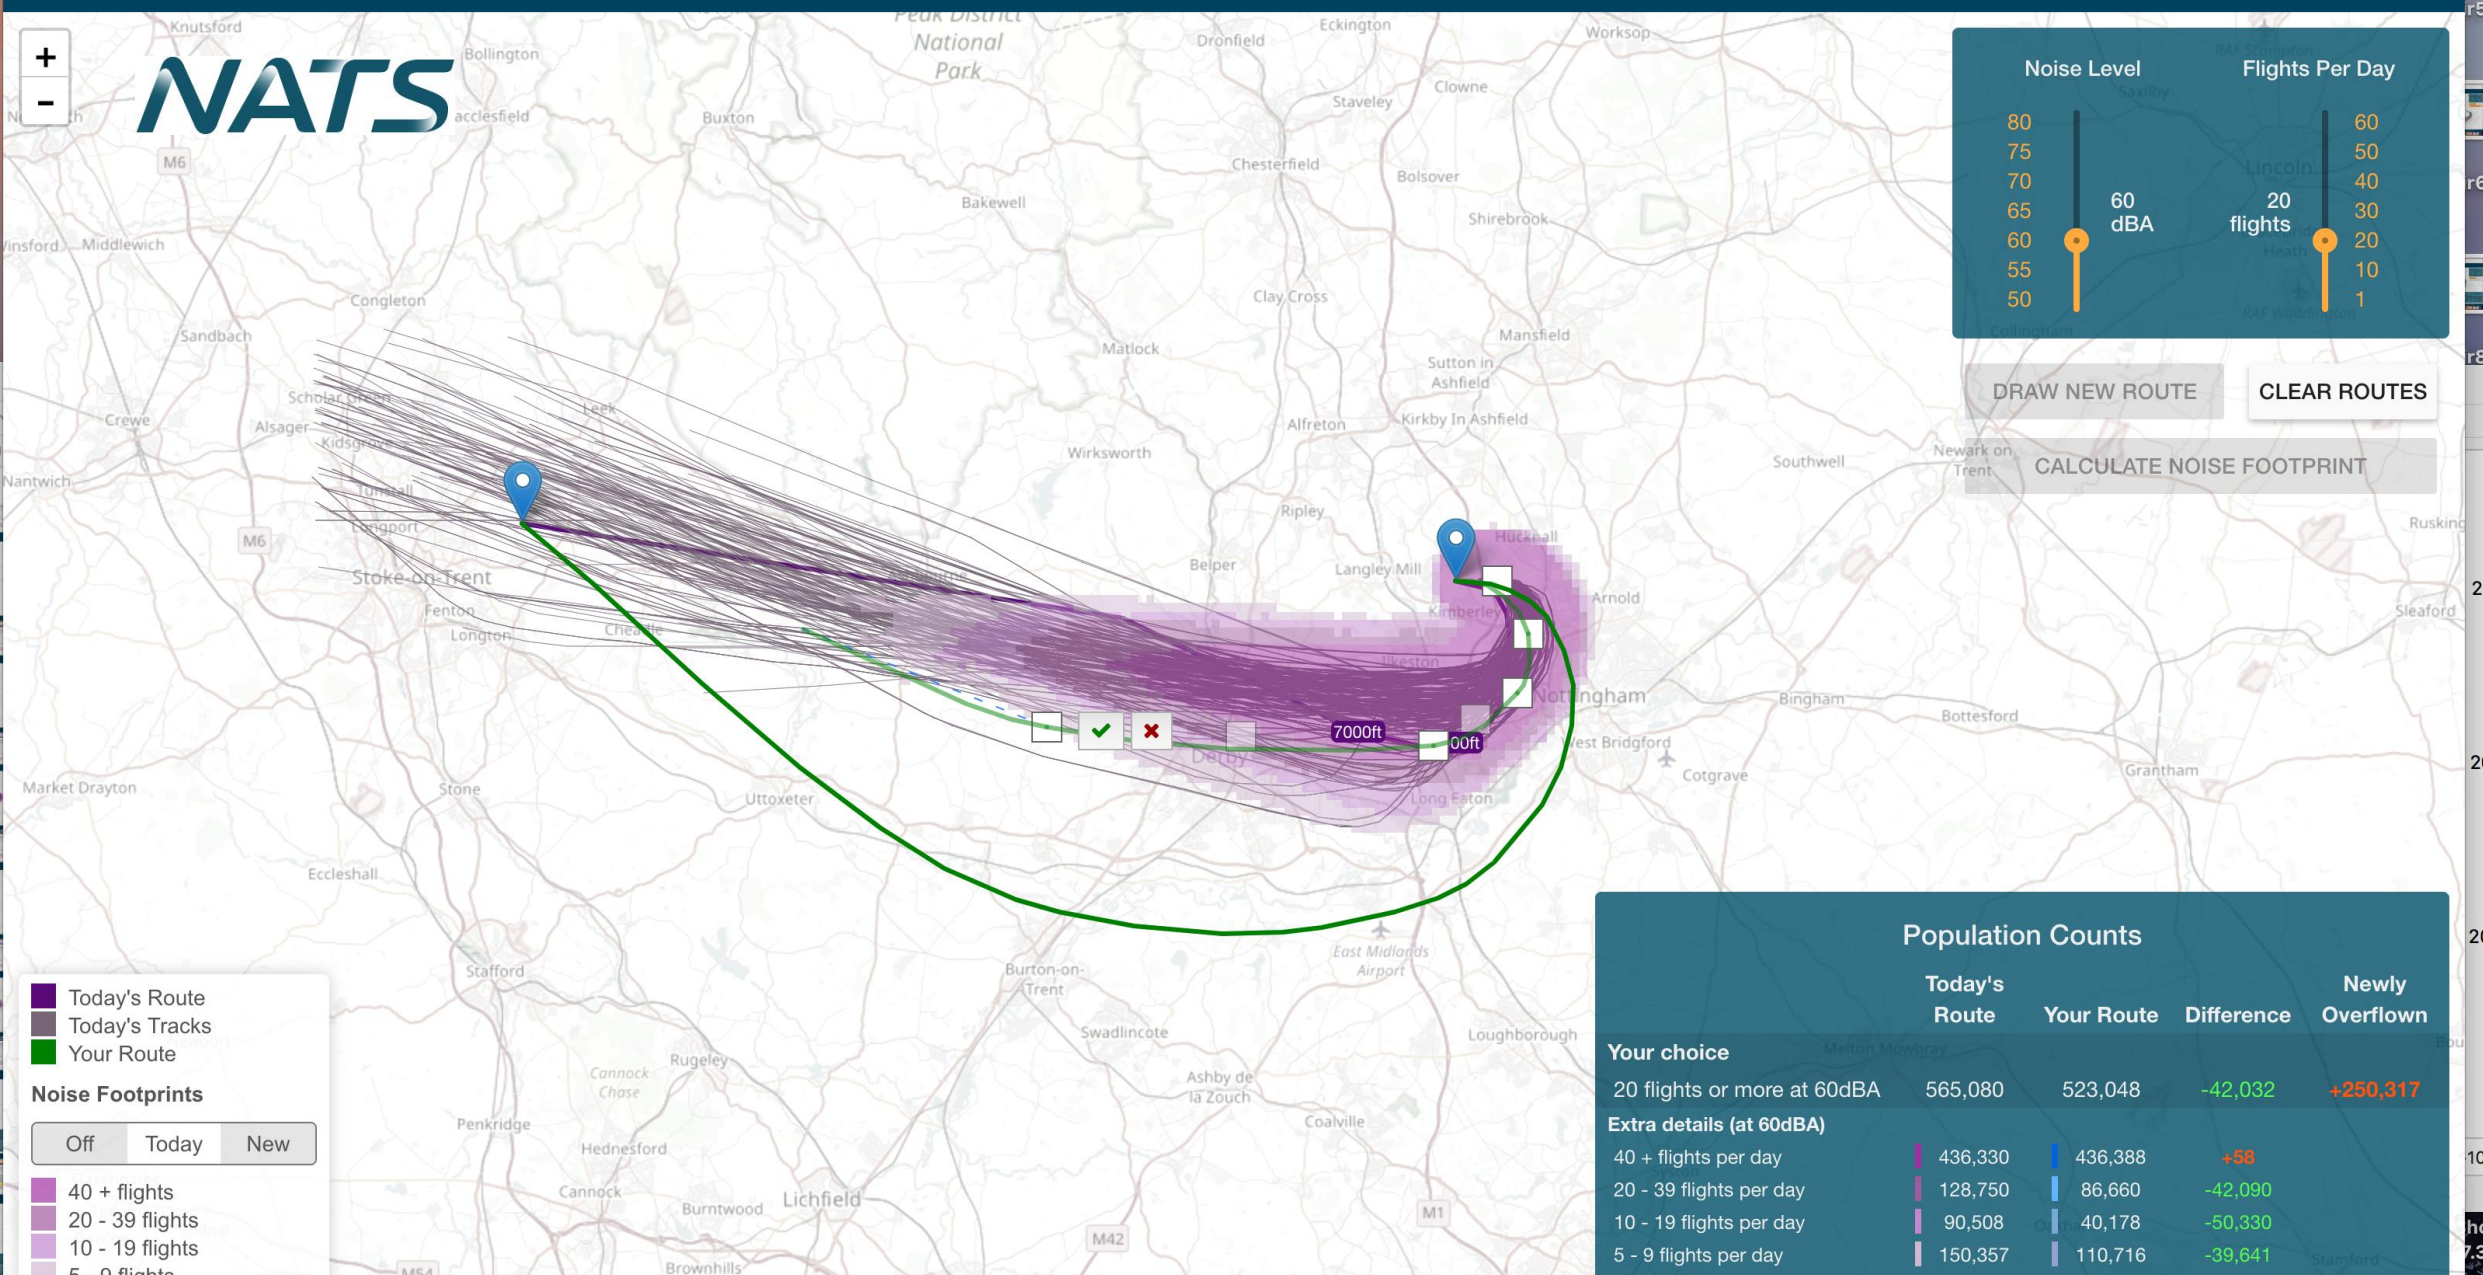 Knutsford
Bollington
Peak District
National
Park
Dronfield
Eckington
Worksop
Clowne
Staveley
+
−
NATS
acclesfield
Buxton
M6
Chesterfield
Bolsover
Bakewell
Shirebrook
Middlewich
Congleton
Clay Cross
Sandbach
Matlock
Mansfield
Sutton in
Ashfield
Scholar Green
Leek
Crewe
Alsager
Kidsgrove
Alfreton
Kirkby In Ashfield
Wirksworth
Southwell
Newark on
Trent
Nantwich
Tunstall
Longport
Ripley
M6
Hucknall
Belper
Langley Mill
Stoke-on-Trent
Arnold
Kimberley
Sleaford
Fenton
Longton
Cheadle
Ilkeston
Nottingham
Bingham
Bottesford
7000ft
00ft
West Bridgford
Derby
Cotgrave
Grantham
Market Drayton
Stone
Uttoxeter
Long Eaton
Eccleshall
East Midlands
Airport
Stafford
Burton-on-
Trent
Swadlincote
Loughborough
Rugeley
Cannock
Chase
Ashby de
la Zouch
Coalville
Penkridge
Hednesford
Cannock
Lichfield
Burntwood
M1
M42
Brownhills
M54
Noise Level
Flights Per Day
80
75
70
65
60
55
50
60
dBA
20
flights
60
50
40
30
20
10
1
Lincoln
Collingham
DRAW NEW ROUTE
CLEAR ROUTES
CALCULATE NOISE FOOTPRINT
Today's Route
Today's Tracks
Your Route
Noise Footprints
Off Today New
40 + flights
20 - 39 flights
10 - 19 flights
5 - 9 flights
Population Counts
Today's
Route
Your Route
Difference
Newly
Overflown
Your choice
20 flights or more at 60dBA 565,080 523,048 -42,032 +250,317
Extra details (at 60dBA)
40 + flights per day 436,330 436,388 +58
20 - 39 flights per day 128,750 86,660 -42,090
10 - 19 flights per day 90,508 40,178 -50,330
5 - 9 flights per day 150,357 110,716 -39,641
Melton Mowbray
Stamford